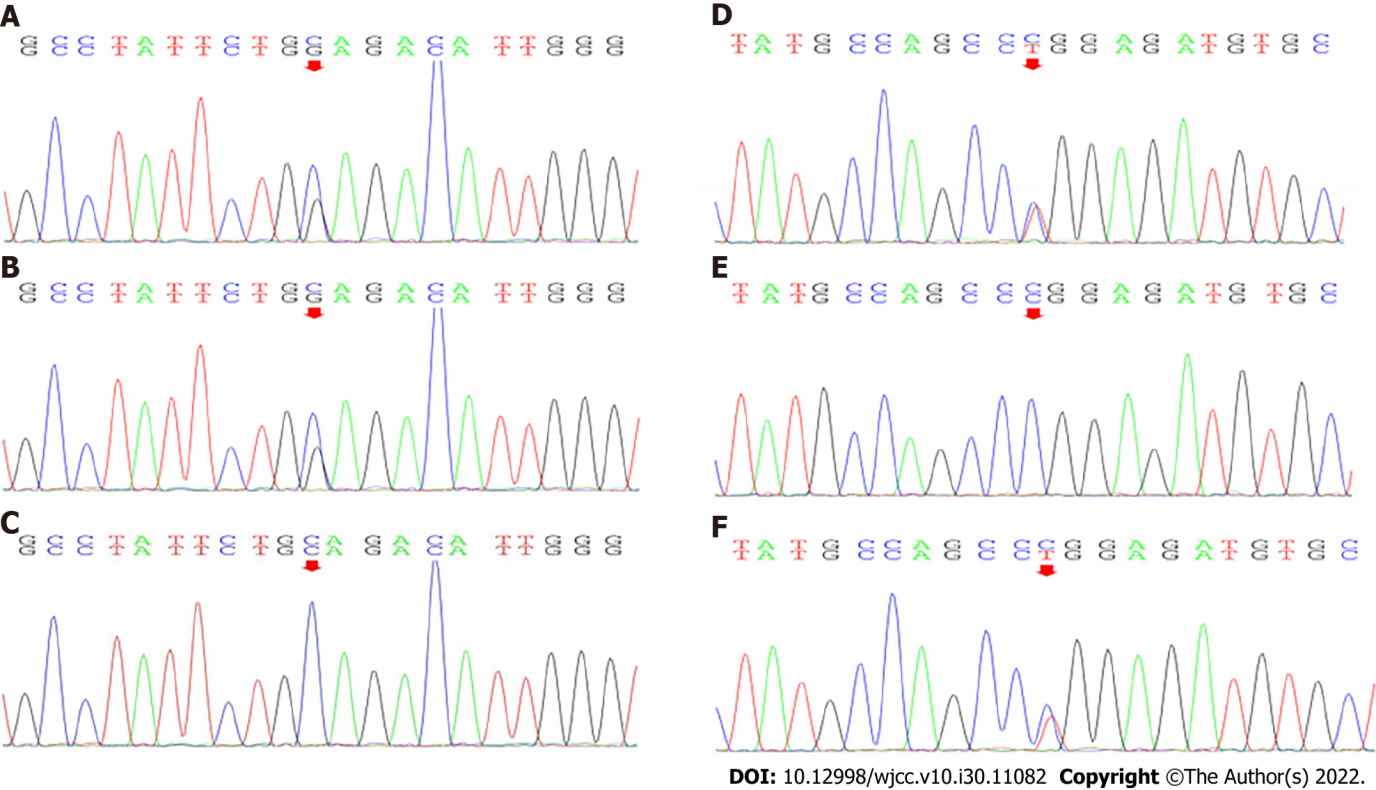 A
G C C T A T T C T G C A G A C A T T G G G
G C C T A T T C T G G A G A C A T T G G G
B
G C C T A T T C T G C A G A C A T T G G G
G C C T A T T C T G G A G A C A T T G G G
C
G C C T A T T C T G C A G A C A T T G G G
G C C T A T T C T G C A G A C A T T G G G
D
T A T G C C A G C C C G G A G A T G T G C
T A T G C C A G C C T G G A G A T G T G C
E
T A T G C C A G C C C G G A G A T G T G C
T A T G C C A G C C C G G A G A T G T G C
F
T A T G C C A G C C C G G A G A T G T G C
T A T G C C A G C C T G G A G A T G T G C
DOI: 10.12998/wjcc.v10.i30.11082 Copyright ©The Author(s) 2022.